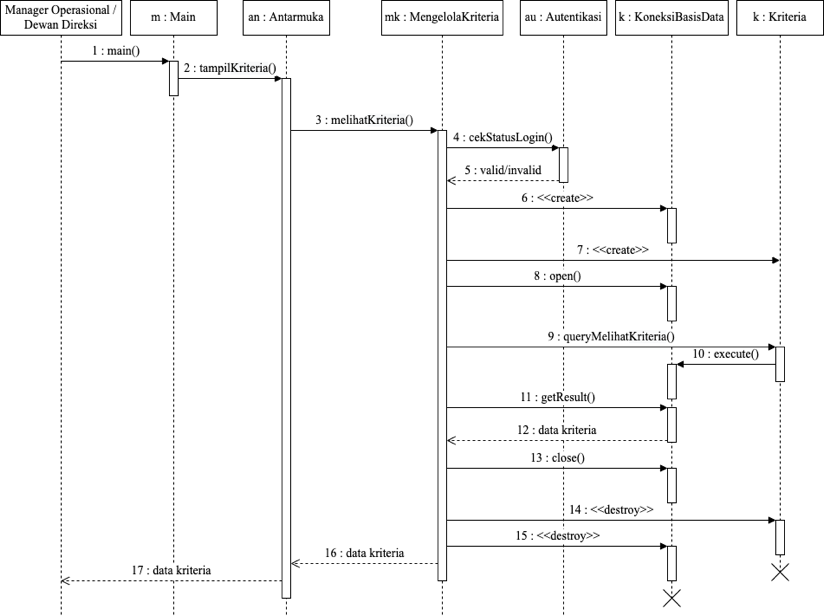 Manager Operasional /
Dewan Direksi
m : Main
an : Antarmuka
mk : MengelolaKriteria
au : Autentikasi
k : KoneksiBasisData
k : Kriteria
1 : main()
2 : tampilKriteria()
3 : melihatKriteria()
4 : cekStatusLogin()
5 : valid/invalid
6 : <<create>>
7 : <<create>>
8 : open()
9 : queryMelihatKriteria()
10 : execute()
11 : getResult()
12 : data kriteria
13 : close()
14 : <<destroy>>
15 : <<destroy>>
16 : data kriteria
17 : data kriteria